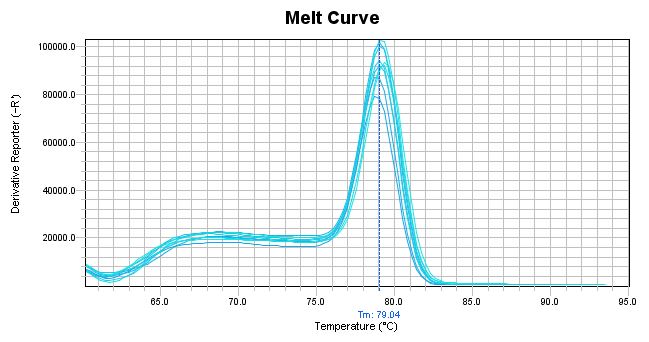 Melt Curve
100000.0
80000.0
60000.0
40000.0
20000.0
Derivative Reporter (-R')
65.0 70.0 75.0 80.0 85.0 90.0 95.0
Tm: 79.04
Temperature (°C)